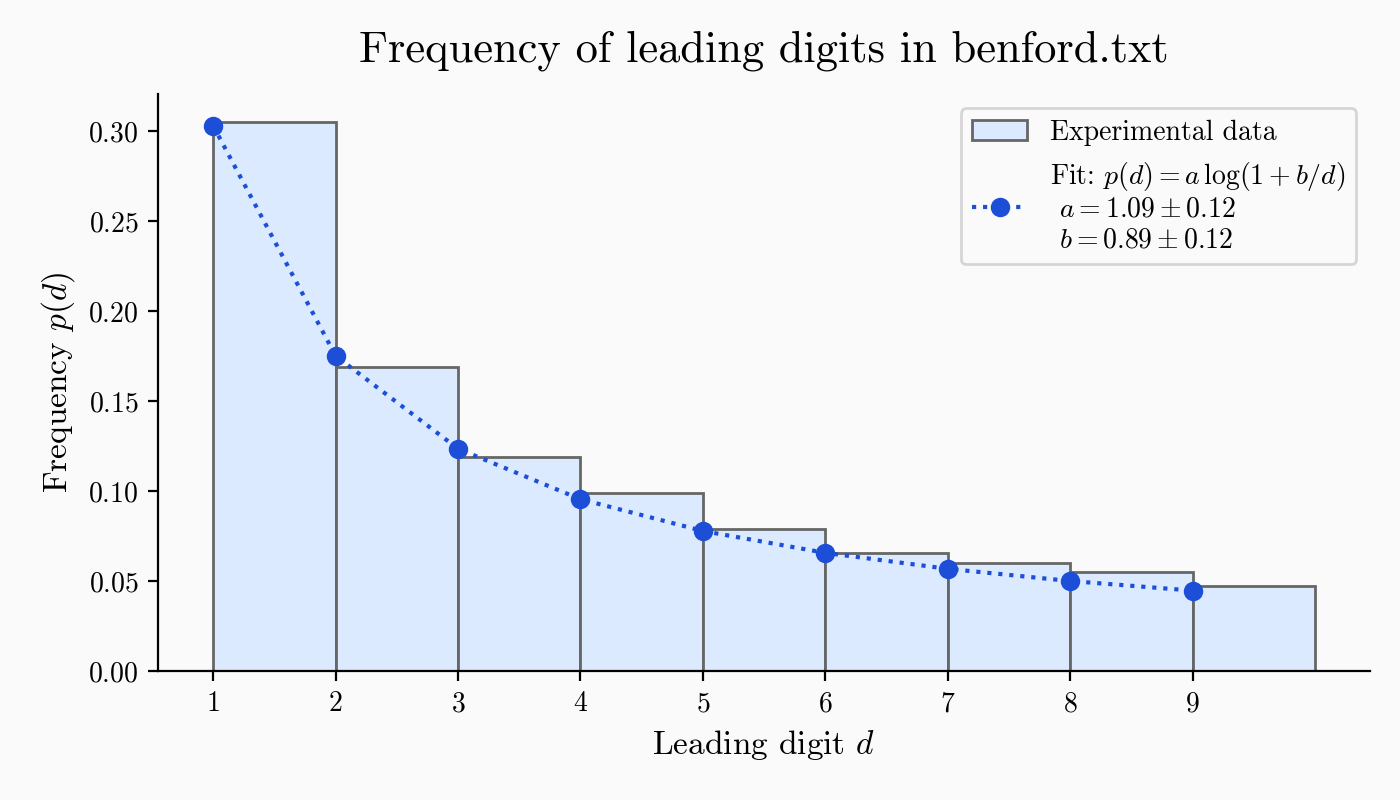 Frequency of leading digits in benford.txt
0.30
0.25
0.20
0.15
0.10
0.05
0.00
Frequency p(d)
Experimental data
Fit: p(d) = a log(1 + b/d)
a = 1.09 ± 0.12
b = 0.89 ± 0.12
1 2 3 4 5 6 7 8 9
Leading digit d